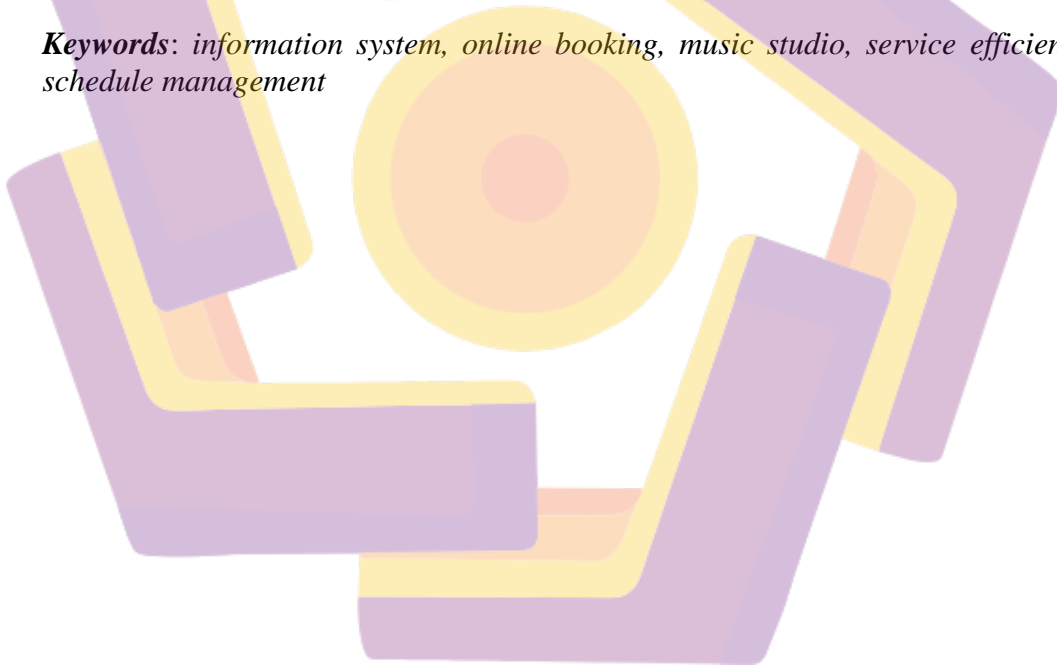 Keywords: information system, online booking, music studio, service efficien
schedule management